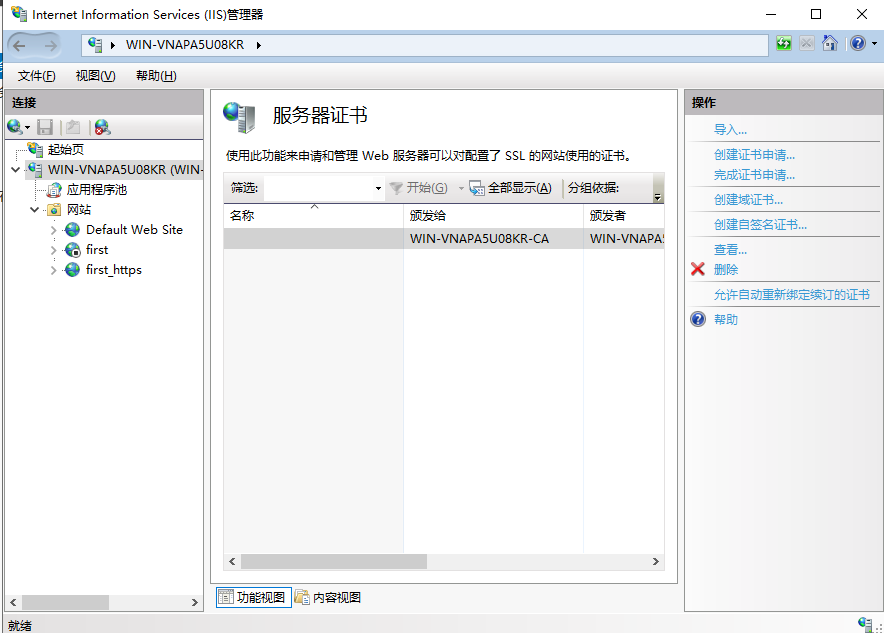 Internet Information Services (IIS)管理器
WIN-VNAPA5U08KR
文件(F) 视图(V) 帮助(H)
连接
起始页
WIN-VNAPA5U08KR (WIN-
应用程序池
网站
Default Web Site
first
first_https
服务器证书
使用此功能来申请和管理 Web 服务器可以对配置了 SSL 的网站使用的证书。
筛选: 开始(G) 全部显示(A) 分组依据:
名称 颁发给 颁发者
WIN-VNAPA5U08KR-CA WIN-VNAPA5
功能视图 内容视图
操作
导入...
创建证书申请...
完成证书申请...
创建域证书...
创建自签名证书...
查看...
删除
允许自动重新绑定续订的证书
帮助
就绪